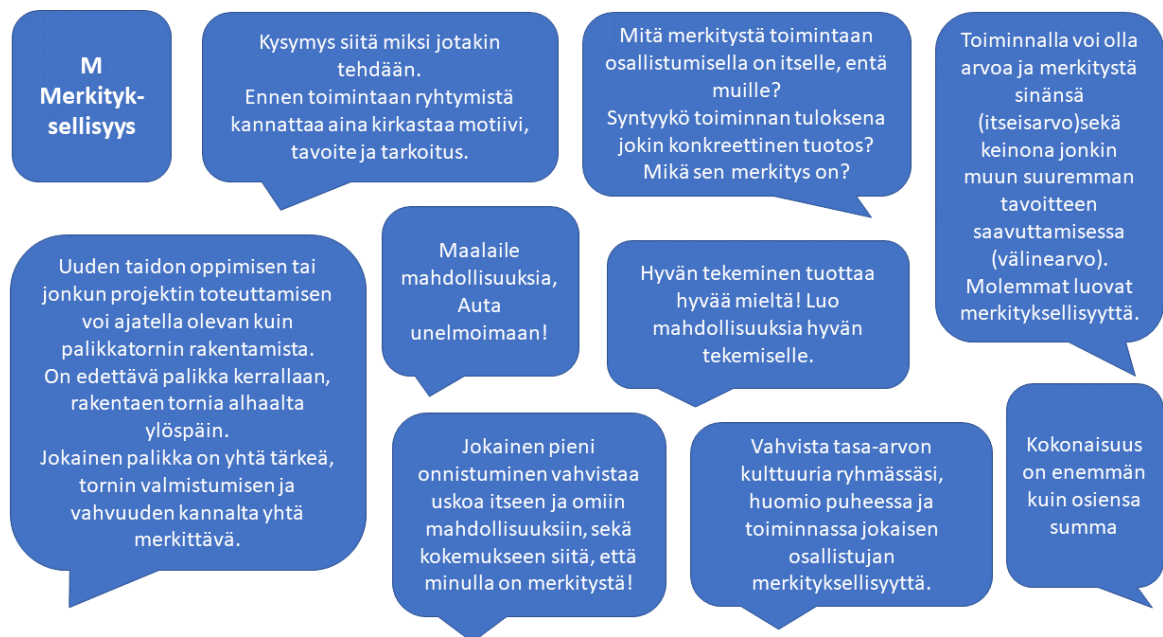 M
Merkityk-
sellisyys
Kysymys siitä miksi jotakin
tehdään.
Ennen toimintaan ryhtymistä
kannattaa aina kirkastaa motiivi,
tavoite ja tarkoitus.
Mitä merkitystä toimintaan
osallistumisella on itselle, entä
muille?
Syntyykö toiminnan tuloksena
jokin konkreettinen tuotos?
Mikä sen merkitys on?
Toiminnalla voi olla
arvoa ja merkitystä
sinänsä
(itseisarvo)sekä
keinona jonkin
muun suuremman
tavoitteen
saavuttamisessa
(välinearvo).
Molemmat luovat
merkityksellisyyttä.
Uuden taidon oppimisen tai
jonkun projektin toteuttamisen
voi ajatella olevan kuin
palikkatornin rakentamista.
On edettävä palikka kerrallaan,
rakentaen tornia alhaalta
ylöspäin.
Jokainen palikka on yhtä tärkeä,
tornin valmistumisen ja
vahvuuden kannalta yhtä
merkittävä.
Maalaile
mahdollisuuksia,
Auta
unelmoimaan!
Hyvän tekeminen tuottaa
hyvää mieltä! Luo
mahdollisuuksia hyvän
tekemiselle.
Jokainen pieni
onnistuminen vahvistaa
uskoa itseen ja omiin
mahdollisuuksiin, sekä
kokemukseen siitä, että
minulla on merkitystä!
Vahvista tasa-arvon
kulttuuria ryhmässäsi,
huomio puheessa ja
toiminnassa jokaisen
osallistujan
merkityksellisyyttä.
Kokonaisuus
on enemmän
kuin osiensa
summa